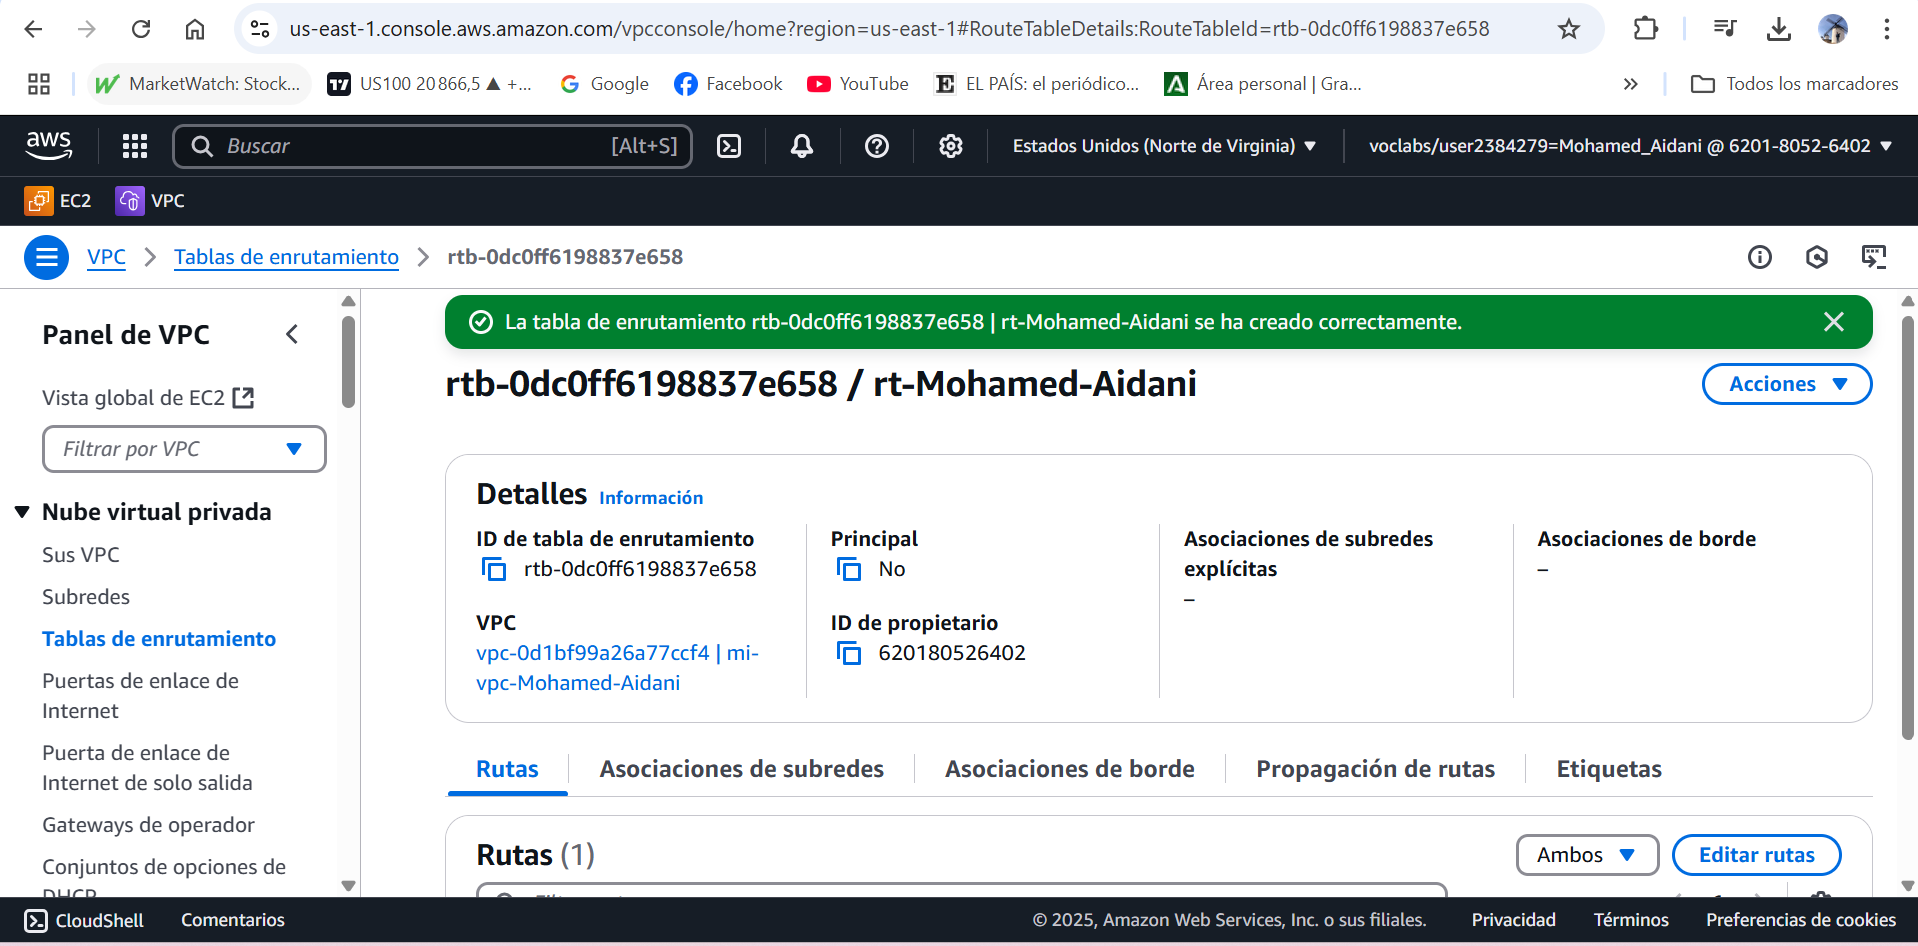 us-east-1.console.aws.amazon.com/vpcconsole/home?region=us-east-1#RouteTableDetails:RouteTableId=rtb-0dc0ff6198837e658
MarketWatch: Stock...
US100 20 866,5 ▲ +...
Google
Facebook
YouTube
EL PAÍS: el periódico...
Área personal | Gra...
Todos los marcadores
aws
Buscar
[Alt+S]
Estados Unidos (Norte de Virginia)
voclabs/user2384279=Mohamed_Aidani @ 6201-8052-6402
EC2
VPC
VPC
Tablas de enrutamiento
rtb-0dc0ff6198837e658
Panel de VPC
Vista global de EC2
Filtrar por VPC
Nube virtual privada
Sus VPC
Subredes
Tablas de enrutamiento
Puertas de enlace de
Internet
Puerta de enlace de
Internet de solo salida
Gateways de operador
Conjuntos de opciones de
DHCP
La tabla de enrutamiento rtb-0dc0ff6198837e658 | rt-Mohamed-Aidani se ha creado correctamente.
rtb-0dc0ff6198837e658 / rt-Mohamed-Aidani
Acciones
Detalles
Información
ID de tabla de enrutamiento
rtb-0dc0ff6198837e658
VPC
vpc-0d1bf99a26a77ccf4 | mi-
vpc-Mohamed-Aidani
Principal
No
ID de propietario
620180526402
Asociaciones de subredes
explícitas
–
Asociaciones de borde
–
Rutas
Asociaciones de subredes
Asociaciones de borde
Propagación de rutas
Etiquetas
Rutas (1)
Ambos
Editar rutas
CloudShell
Comentarios
© 2025, Amazon Web Services, Inc. o sus filiales.
Privacidad
Términos
Preferencias de cookies